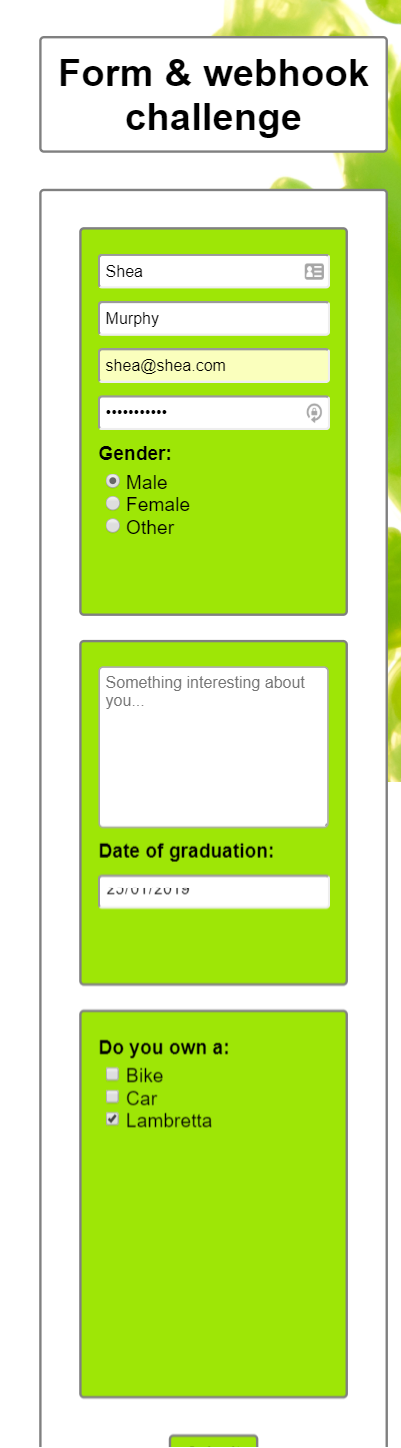 Form & webhook
challenge
Shea
Murphy
shea@shea.com
•••••••••••
Gender:
Male
Female
Other
Something interesting about
you...
Date of graduation:
25/01/2019
Do you own a:
Bike
Car
Lambretta